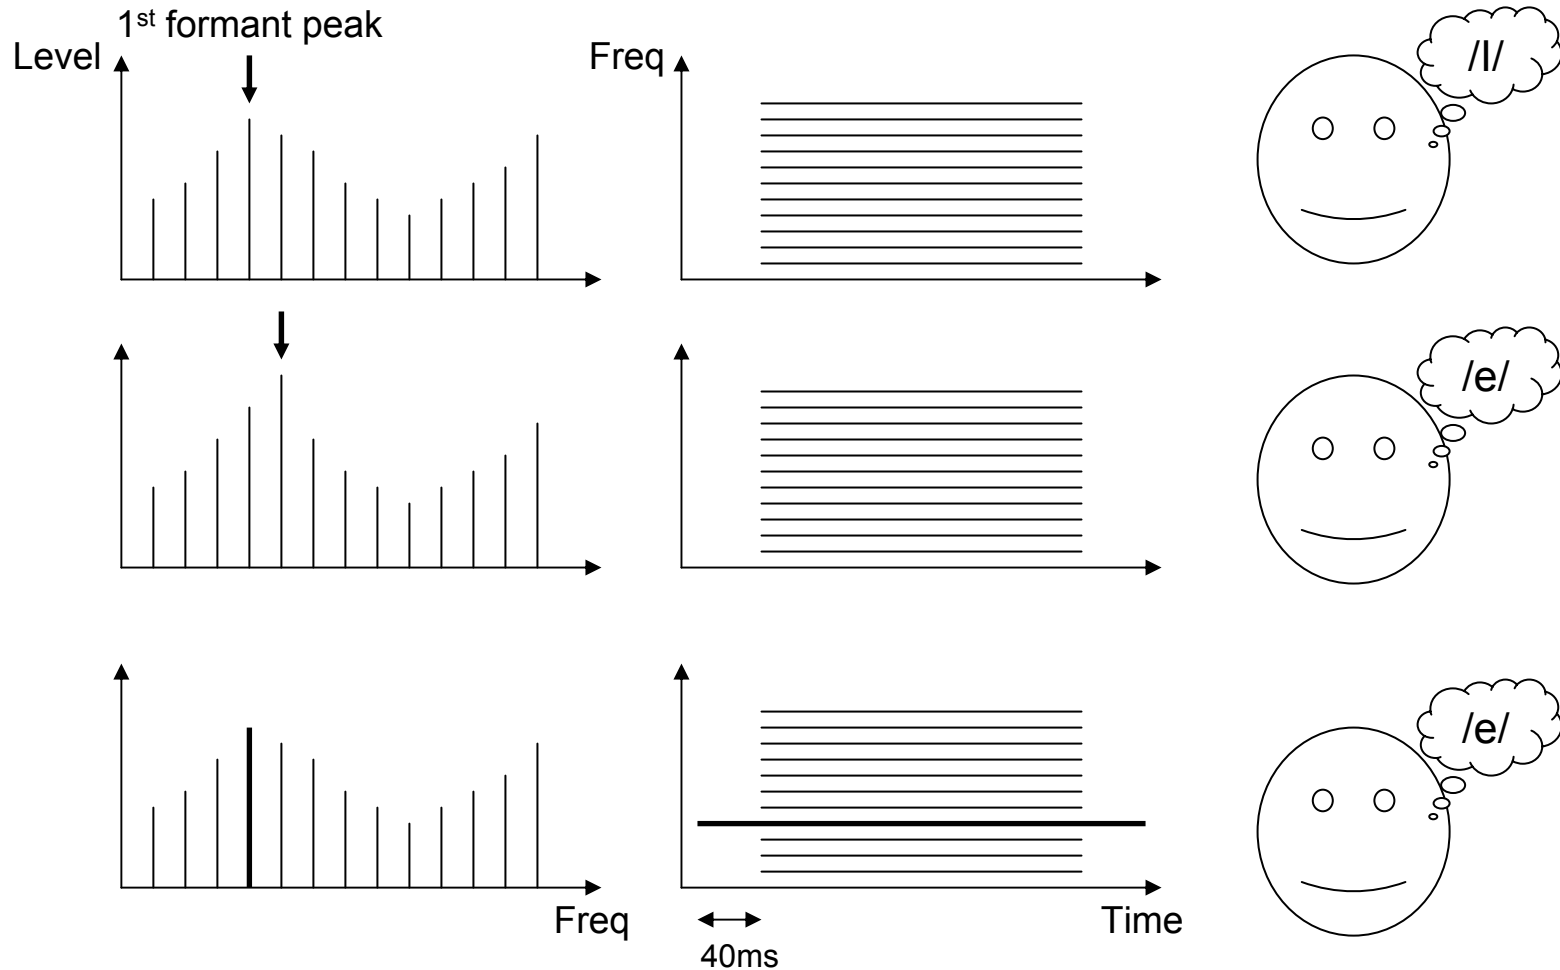 1st formant peak
Level
Freq
/I/
/e/
/e/
Freq
Time
40ms